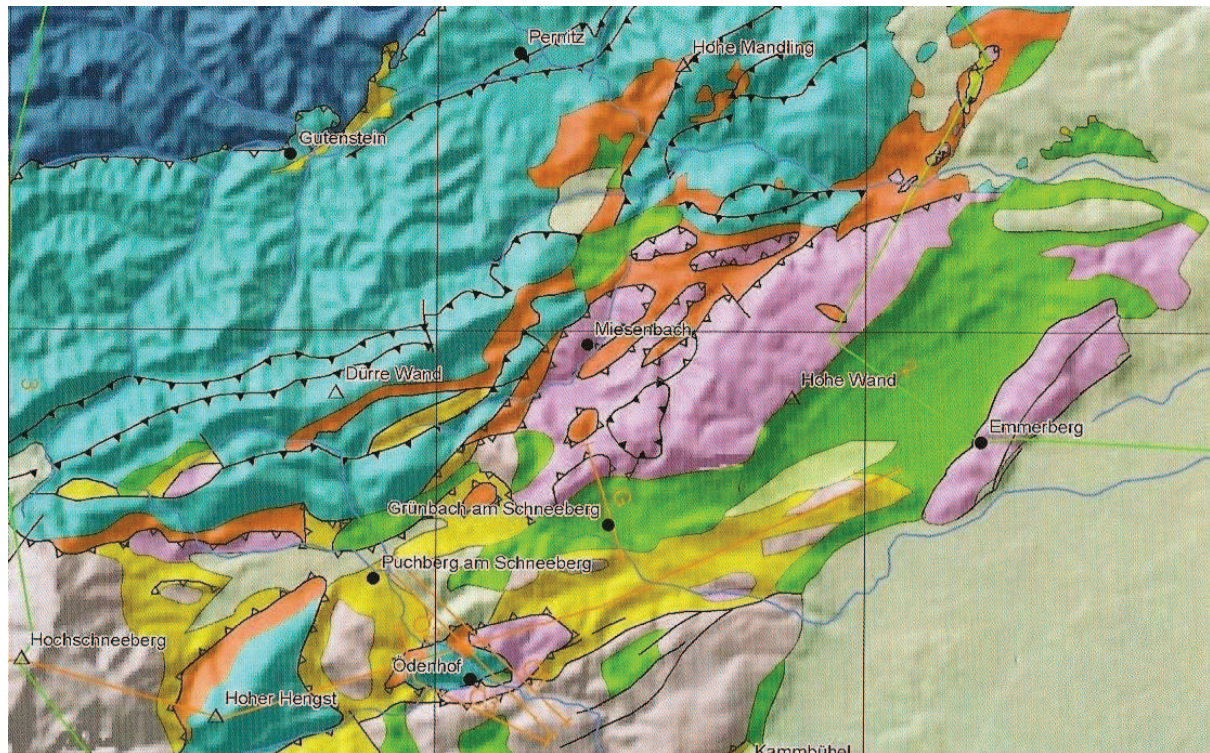 Pernitz
Hohe Mandling
Gutenstein
Miesenbach
Dürre Wand
Hohe Wand
Emmerberg
Grünbach am Schneeberg
Puchberg am Schneeberg
Hochschneeberg
Ödenhof
Hoher Hengst
Kammbühel